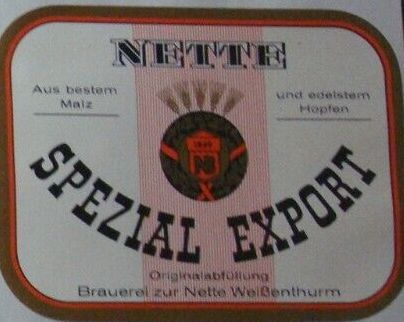 NETTE
Aus bestem
Malz
und edelstem
Hopfen
N
SPEZIAL EXPORT
Originalabfüllung
Brauerei zur Nette Weißenthurm